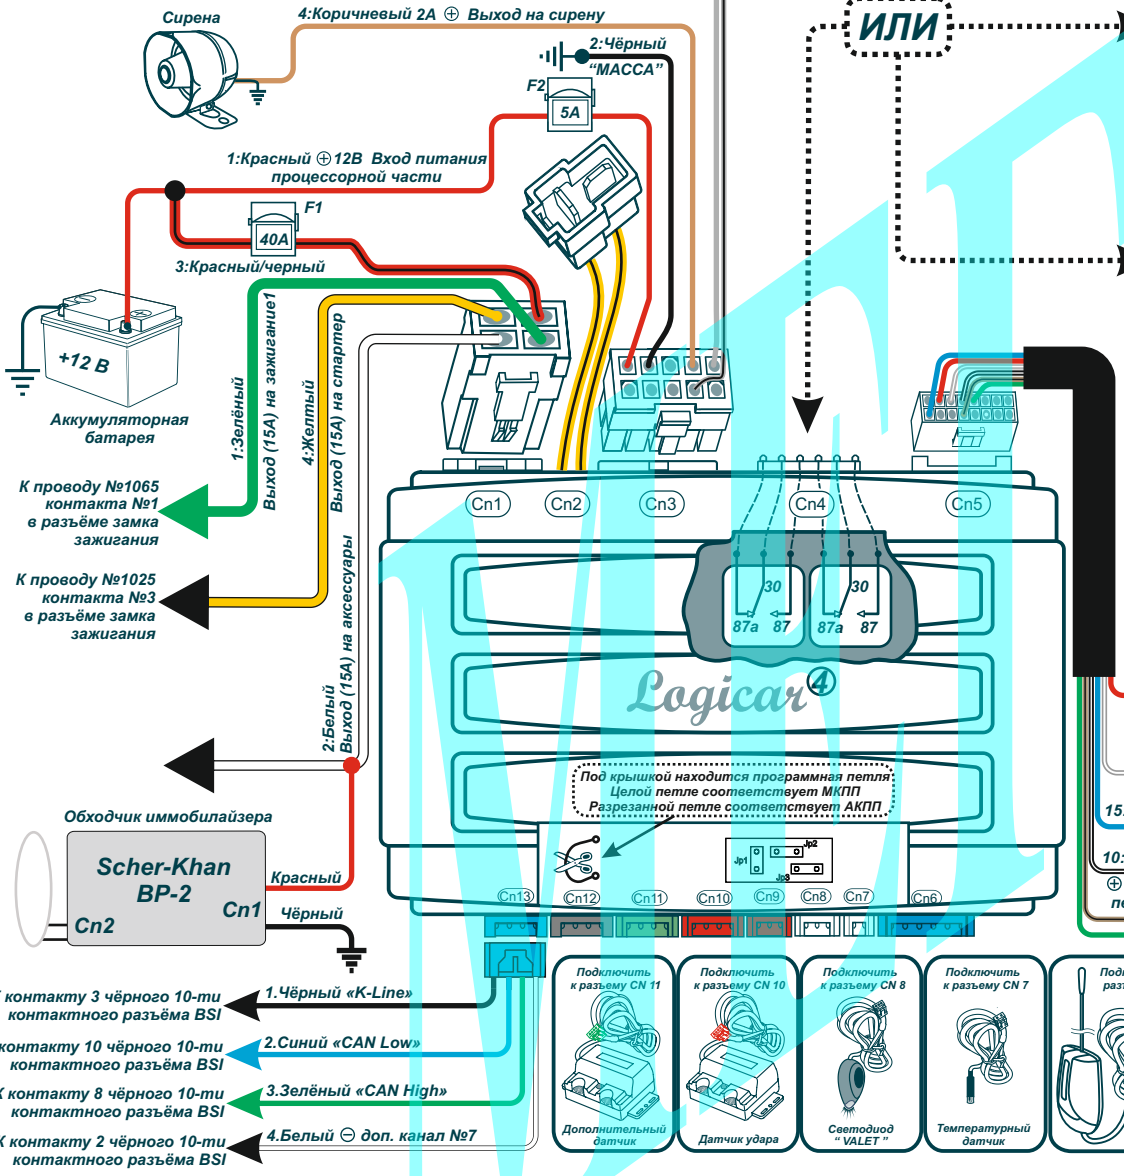 Сирена
4:Коричневый 2А ⊕ Выход на сирену
ИЛИ
2:Чёрный
“МАССА”
F2
5А
1:Красный ⊕12В Вход питания
процессорной части
F1
40А
3:Красный/черный
+12 В
Аккумуляторная
батарея
1:Зелёный
Выход (15А) на зажигание1
4:Желтый
Выход (15А) на стартер
2:Белый
Выход (15А) на аксессуары
К проводу №1065
контакта №1
в разъёме замка
зажигания
К проводу №1025
контакта №3
в разъёме замка
зажигания
Cn1
Cn2
Cn3
Cn4
Cn5
30
30
87а 87
87а 87
Logicar 4
Под крышкой находится программная петля
Целой петле соответствует МКПП
Разрезанной петле соответствует АКПП
Jp1
Jp2
Jp3
Cn13
Cn12
Cn11
Cn10
Cn9
Cn8
Cn7
Cn6
15:
10:
⊕
Обходчик иммобилайзера
Scher-Khan
BP-2
Cn1
Cn2
Красный
Чёрный
К контакту 3 чёрного 10-ти
контактного разъёма BSI
1.Чёрный «K-Line»
контакту 10 чёрного 10-ти
контактного разъёма BSI
2.Синий «CAN Low»
К контакту 8 чёрного 10-ти
контактного разъёма BSI
3.Зелёный «CAN High»
К контакту 2 чёрного 10-ти
контактного разъёма BSI
4.Белый ⊖ доп. канал №7
Подключить
к разъему CN 11
Дополнительный
датчик
Подключить
к разъему CN 10
Датчик удара
Подключить
к разъему CN 8
Светодиод
“ VALET ”
Подключить
к разъему CN 7
Температурный
датчик